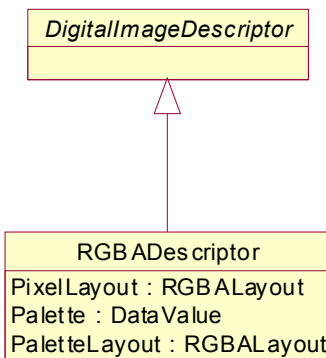 DigitalImageDescriptor
RGBADescriptor
PixelLayout : RGBALayout
Palette : DataValue
PaletteLayout : RGBALayout